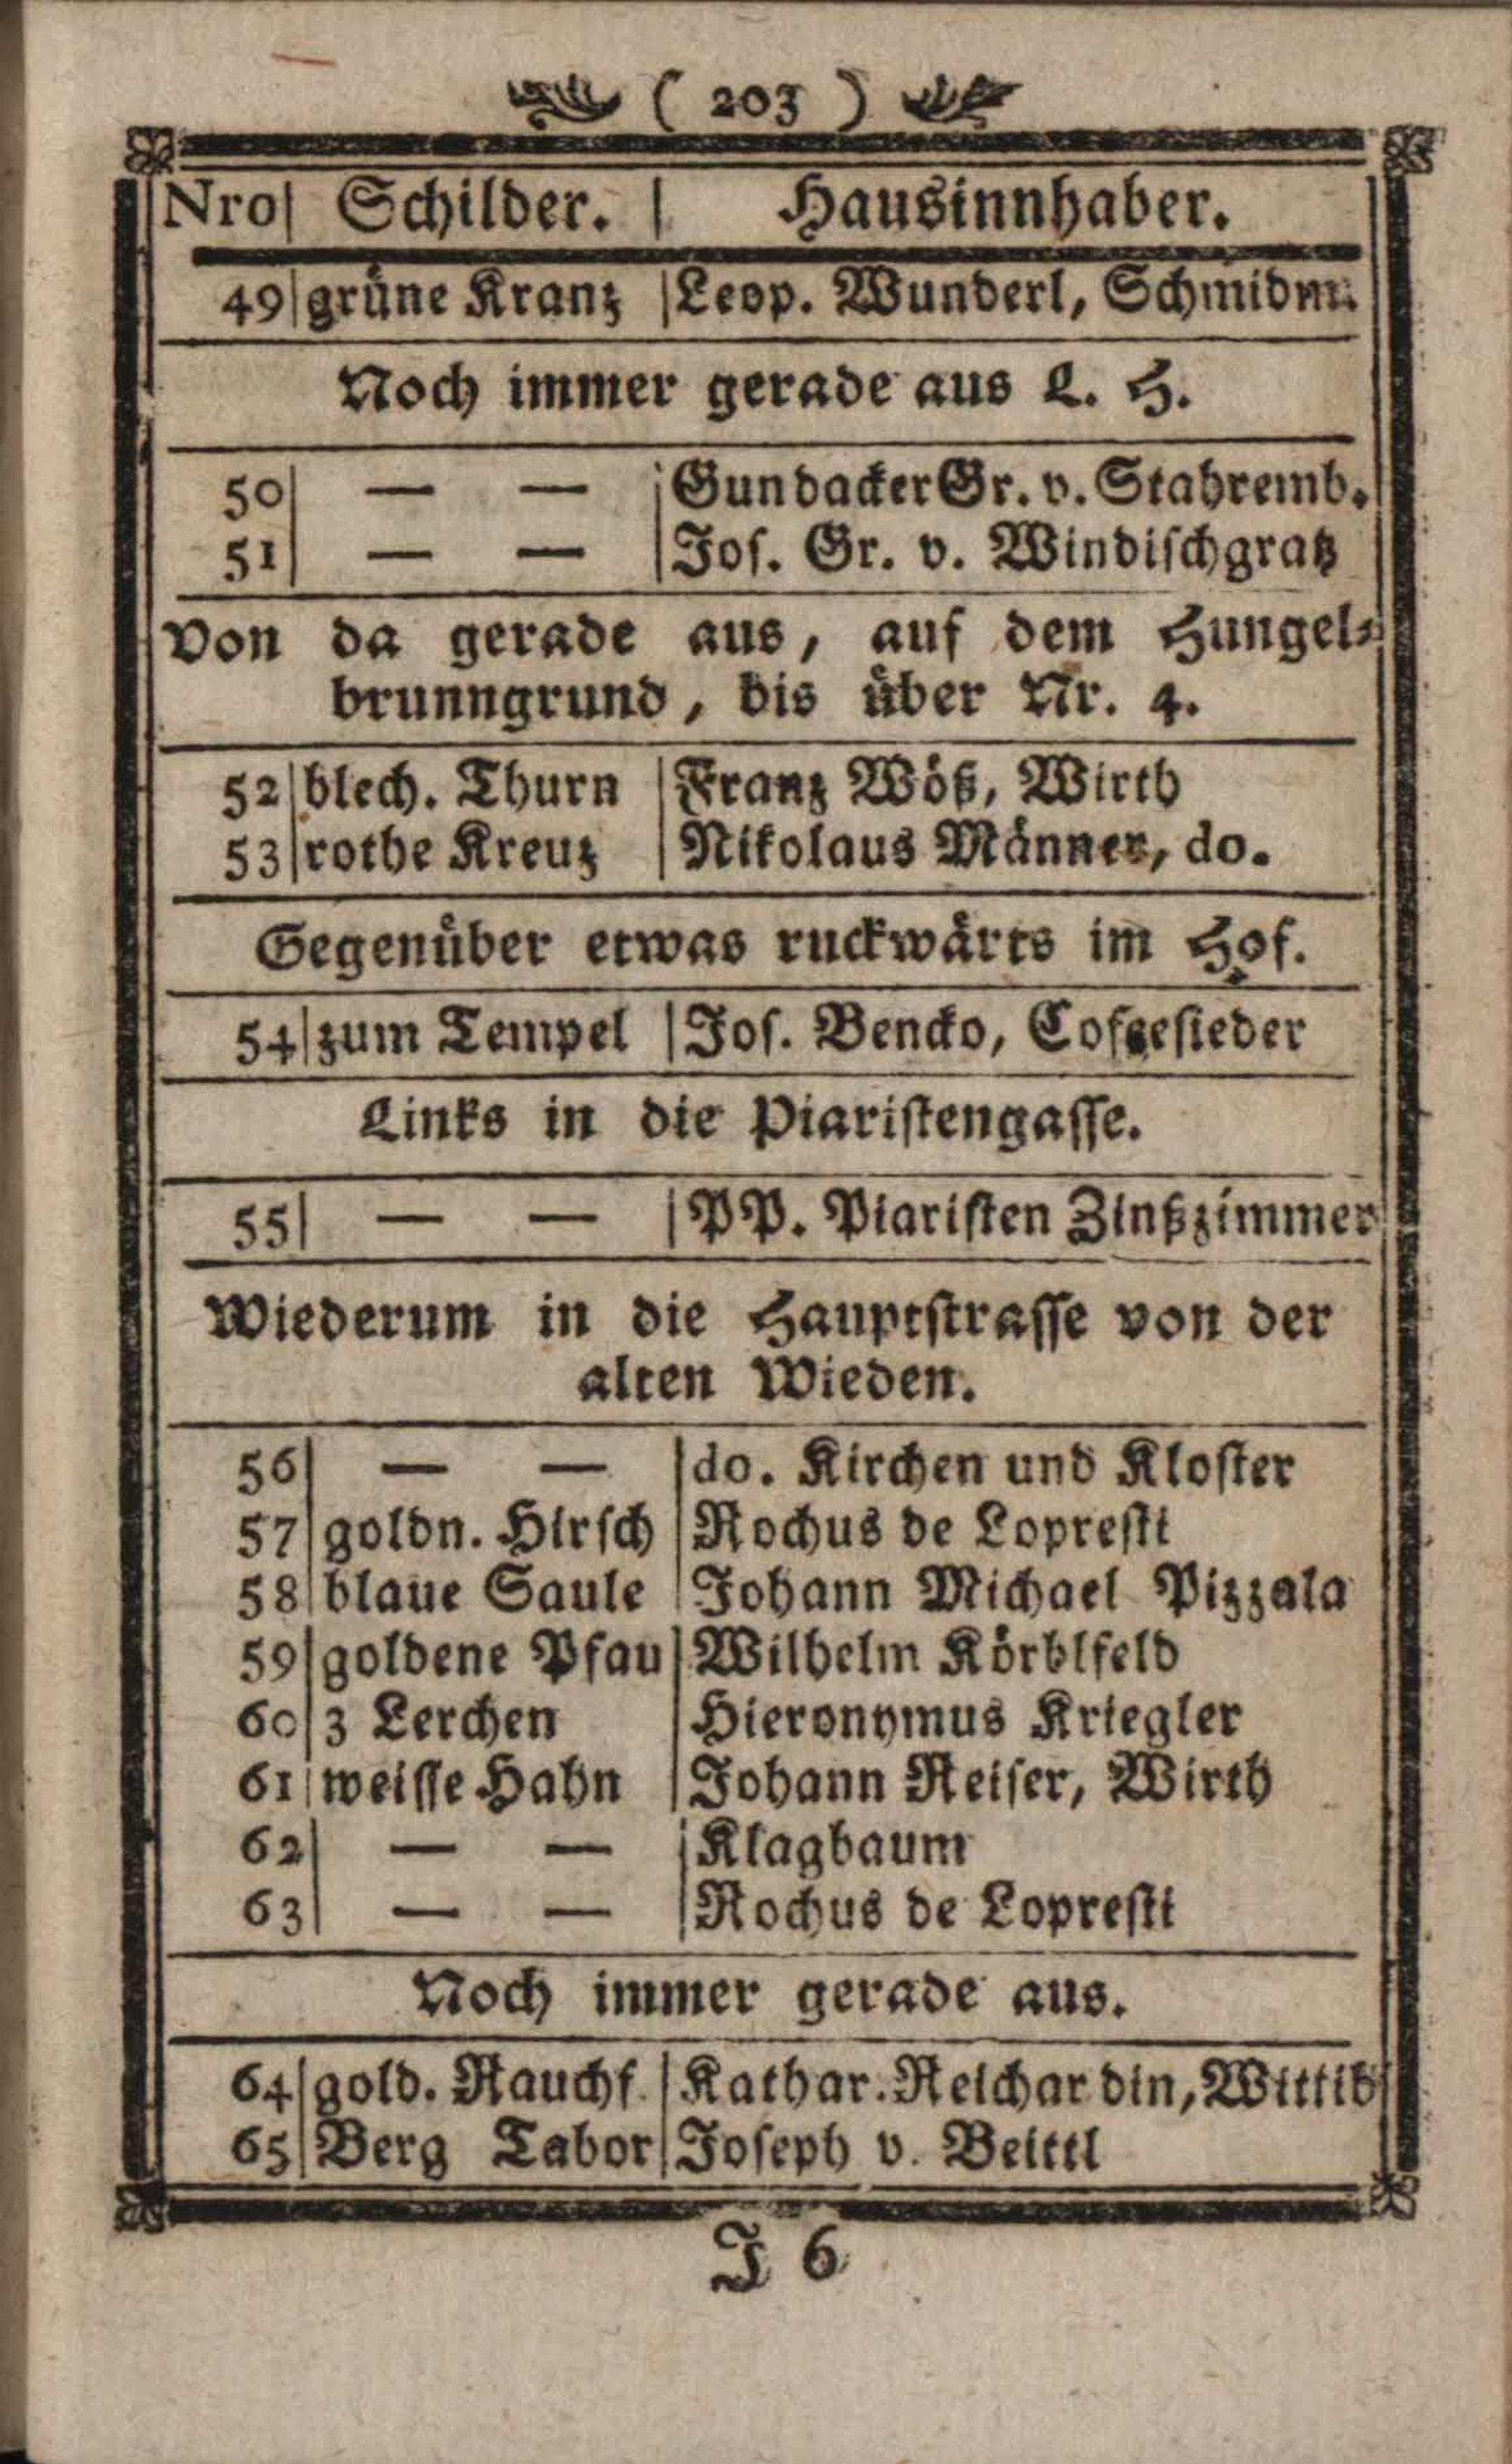 ( 203 )
Nro| Schilder. | Hausinnhaber.
49|grüne Kranz |Leop. Wunderl, Schmidm.
Noch immer gerade aus L. H.
50| — — |Gundacker Gr. v. Stahremb.
51| — — |Jos. Gr. v. Windischgratz
Von da gerade aus, auf dem Hungel-
brunngrund, bis über Nr. 4.
52|blech. Thurn |Franz Wöß, Wirth
53|rothe Kreuz |Nikolaus Männer, do.
Gegenüber etwas ruckwärts im Hof.
54|zum Tempel |Jos. Bencko, Cofeesieder
Links in die Piaristengasse.
55| — — |PP. Piaristen Zinßzimmer
Wiederum in die Hauptstrasse von der
alten Wieden.
56| — — |do. Kirchen und Kloster
57|goldn. Hirsch |Rochus de Lopresti
58|blaue Saule |Johann Michael Pizzala
59|goldene Pfau|Wilhelm Körblfeld
60|3 Lerchen |Hieronymus Kriegler
61|weisse Hahn |Johann Reiser, Wirth
62| — — |Klagbaum
63| — — |Rochus de Lopresti
Noch immer gerade aus.
64|gold. Rauchf. |Kathar. Reichardin, Wittib
65|Berg Tabor|Joseph v. Beittl
J 6